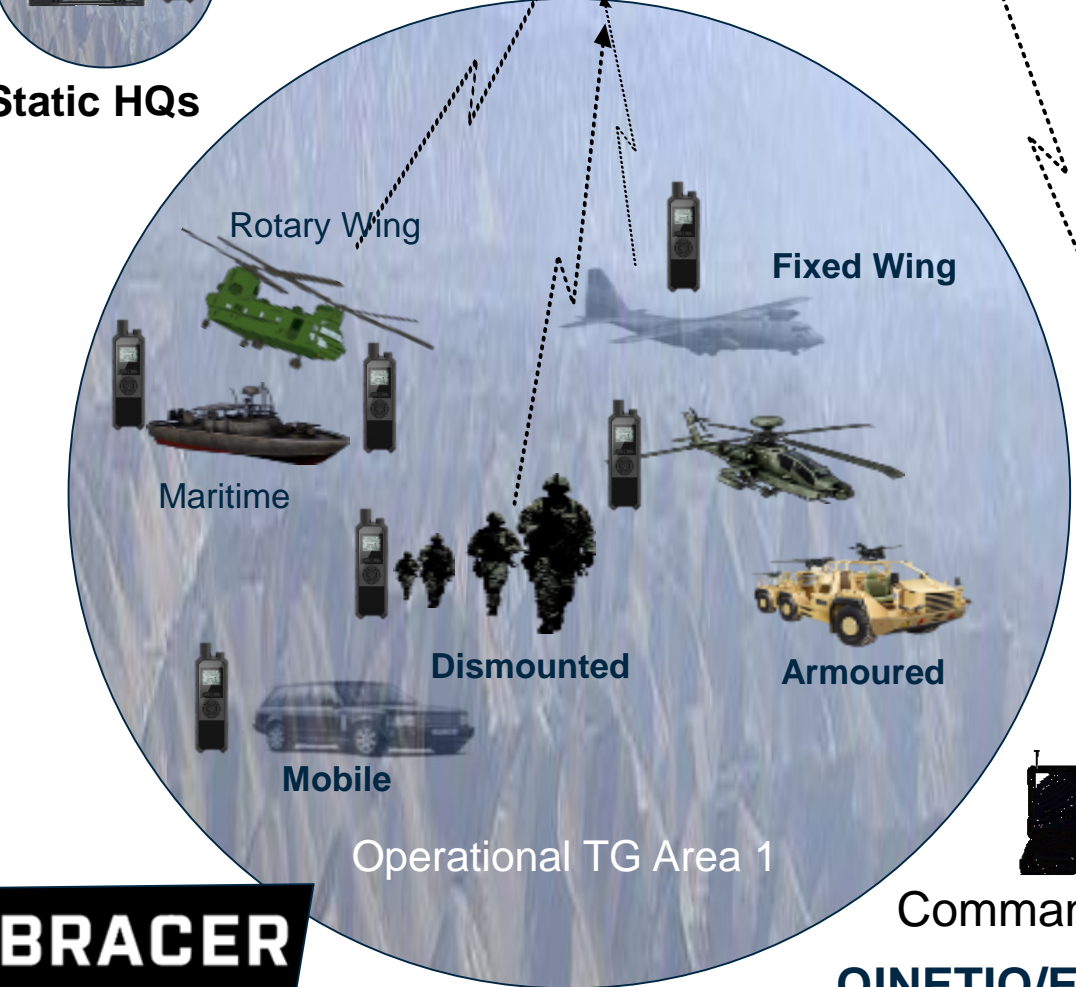 Static HQs
Rotary Wing
Fixed Wing
Maritime
Dismounted
Armoured
Mobile
Operational TG Area 1
BRACER